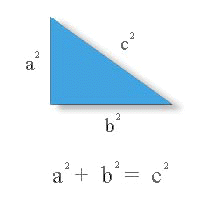 c²
a²
b²
a² + b² = c²